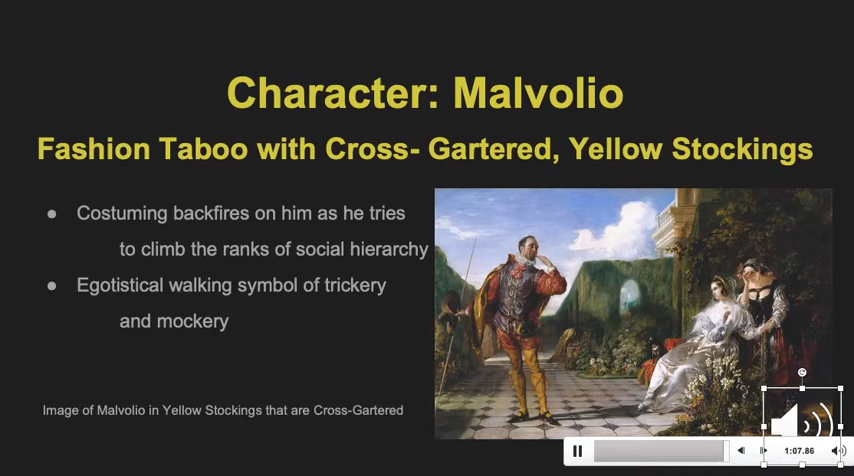 Character: Malvolio
Fashion Taboo with Cross- Gartered, Yellow Stockings
● Costuming backfires on him as he tries
to climb the ranks of social hierarchy
● Egotistical walking symbol of trickery
and mockery
Image of Malvolio in Yellow Stockings that are Cross-Gartered
1:07.86